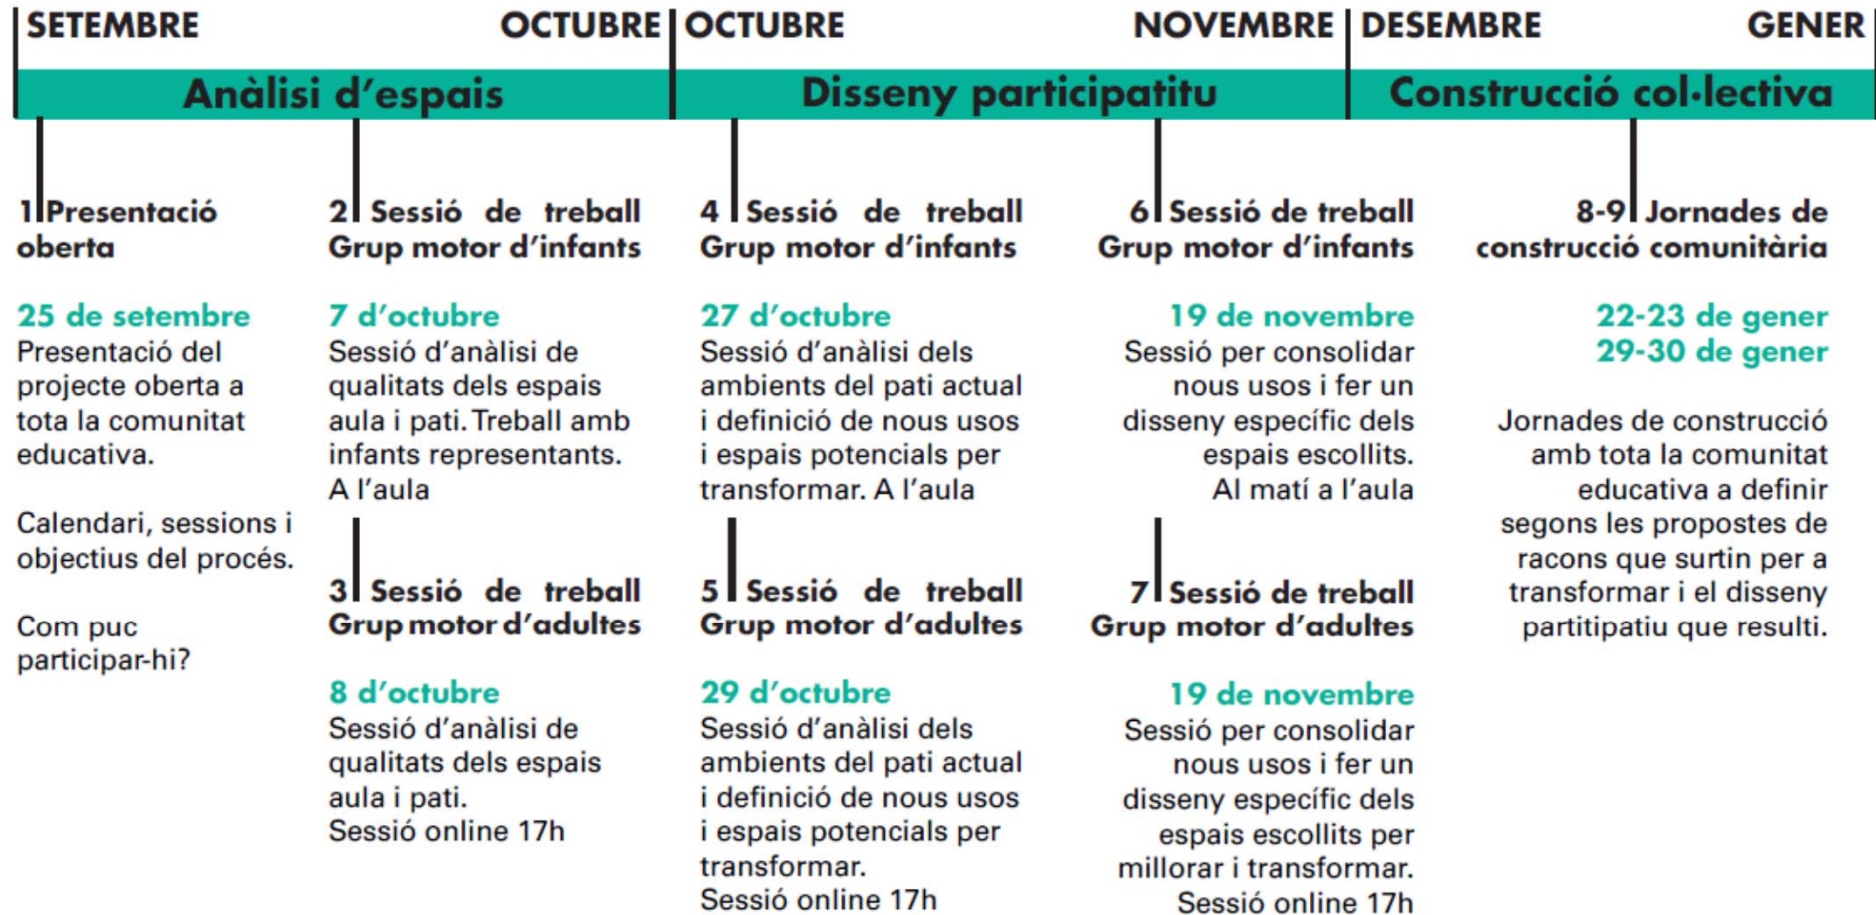 SETEMBRE OCTUBRE OCTUBRE NOVEMBRE DESEMBRE GENER
Anàlisi d'espais
Disseny participatitu
Construcció col·lectiva
1 Presentació
oberta
25 de setembre
Presentació del
projecte oberta a
tota la comunitat
educativa.
Calendari, sessions i
objectius del procés.
Com puc
participar-hi?
2 Sessió de treball
Grup motor d'infants
7 d'octubre
Sessió d'anàlisi de
qualitats dels espais
aula i pati. Treball amb
infants representants.
A l'aula
3 Sessió de treball
Grup motor d'adultes
8 d'octubre
Sessió d'anàlisi de
qualitats dels espais
aula i pati.
Sessió online 17h
4 Sessió de treball
Grup motor d'infants
27 d'octubre
Sessió d'anàlisi dels
ambients del pati actual
i definició de nous usos
i espais potencials per
transformar. A l'aula
5 Sessió de treball
Grup motor d'adultes
29 d'octubre
Sessió d'anàlisi dels
ambients del pati actual
i definició de nous usos
i espais potencials per
transformar.
Sessió online 17h
6 Sessió de treball
Grup motor d'infants
19 de novembre
Sessió per consolidar
nous usos i fer un
disseny específic dels
espais escollits.
Al matí a l'aula
7 Sessió de treball
Grup motor d'adultes
19 de novembre
Sessió per consolidar
nous usos i fer un
disseny específic dels
espais escollits per
millorar i transformar.
Sessió online 17h
8-9 Jornades de
construcció comunitària
22-23 de gener
29-30 de gener
Jornades de construcció
amb tota la comunitat
educativa a definir
segons les propostes de
racons que surtin per a
transformar i el disseny
partitipatiu que resulti.